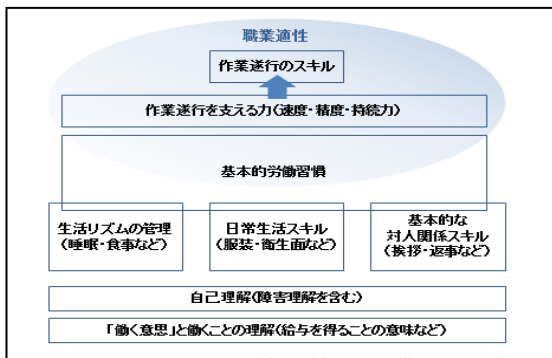 職業適性
作業遂行のスキル
作業遂行を支える力(速度・精度・持続力)
基本的労働習慣
生活リズムの管理
(睡眠・食事など)
日常生活スキル
(服装・衛生面など)
基本的な
対人関係スキル
(挨拶・返事など)
自己理解(障害理解を含む)
「働く意思」と働くことの理解(給与を得ることの意味など)